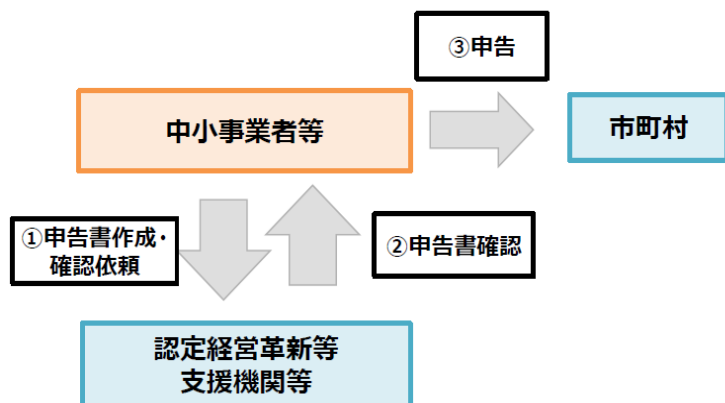 ③申告
中小事業者等
市町村
①申告書作成・
確認依頼
②申告書確認
認定経営革新等
支援機関等